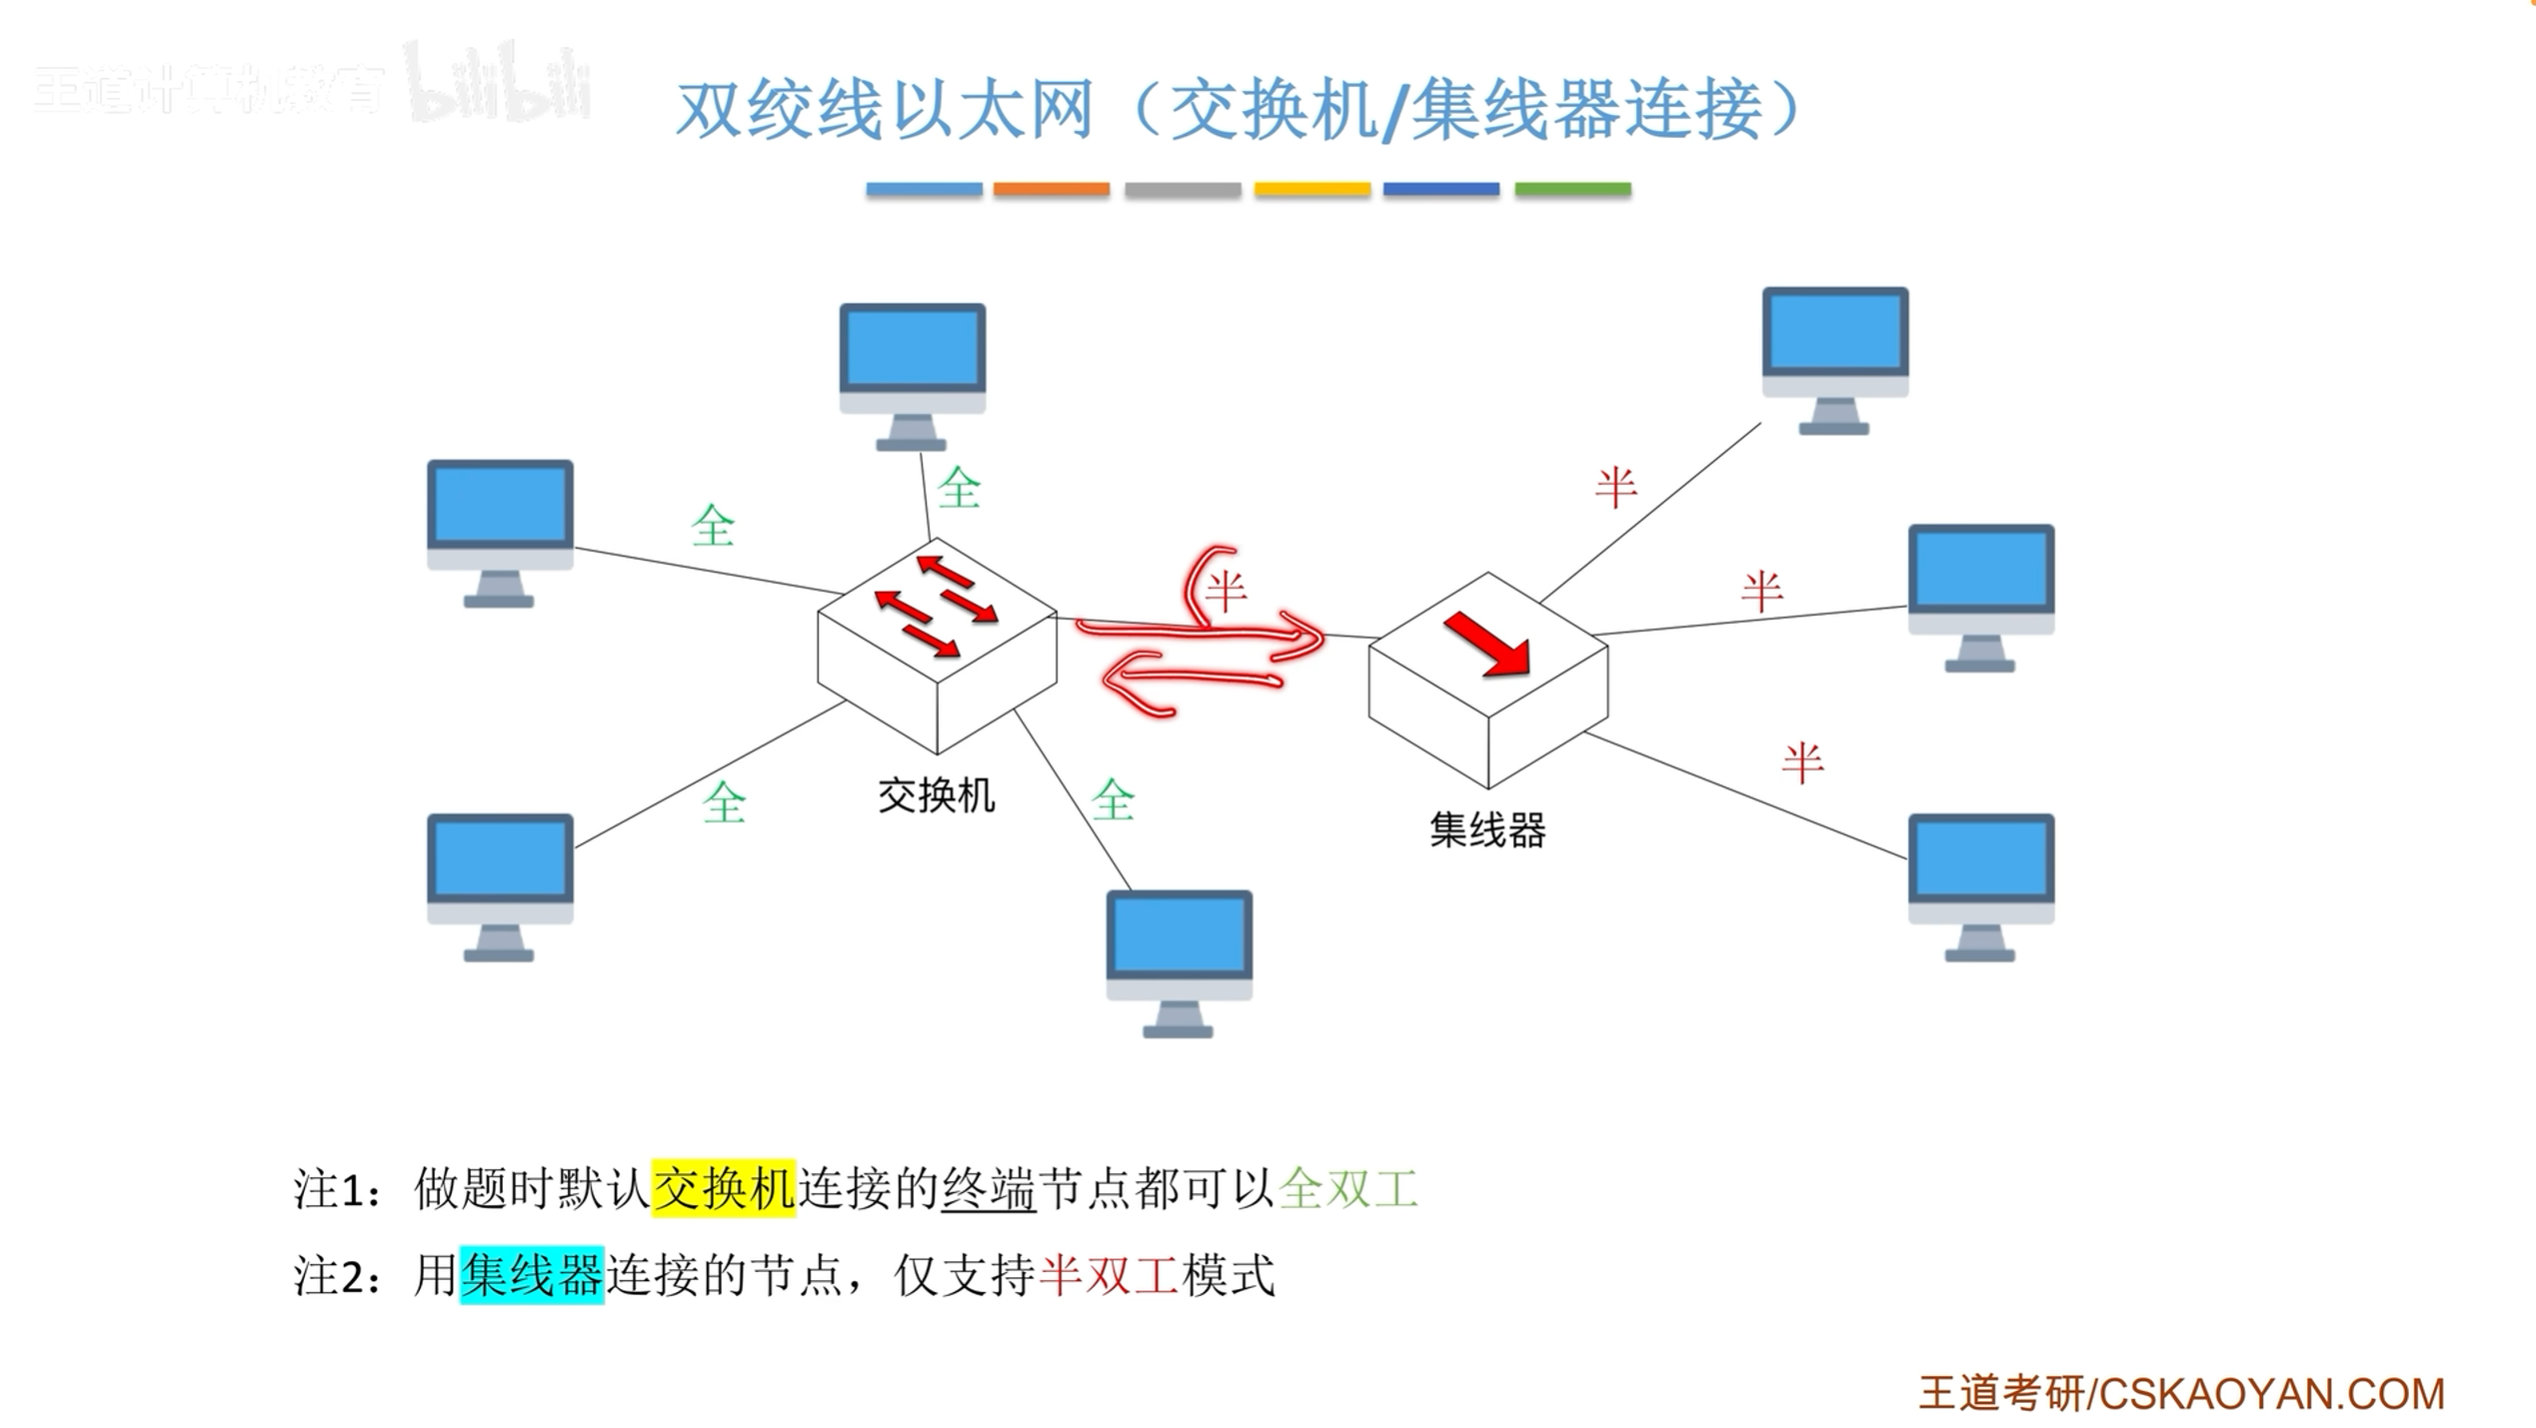 王道计算机教育 bilibili
双绞线以太网（交换机/集线器连接）
全
全
半
半
半
全
全
半
交换机
集线器
注1：做题时默认交换机连接的终端节点都可以全双工
注2：用集线器连接的节点，仅支持半双工模式
王道考研/CSKAOYAN.COM